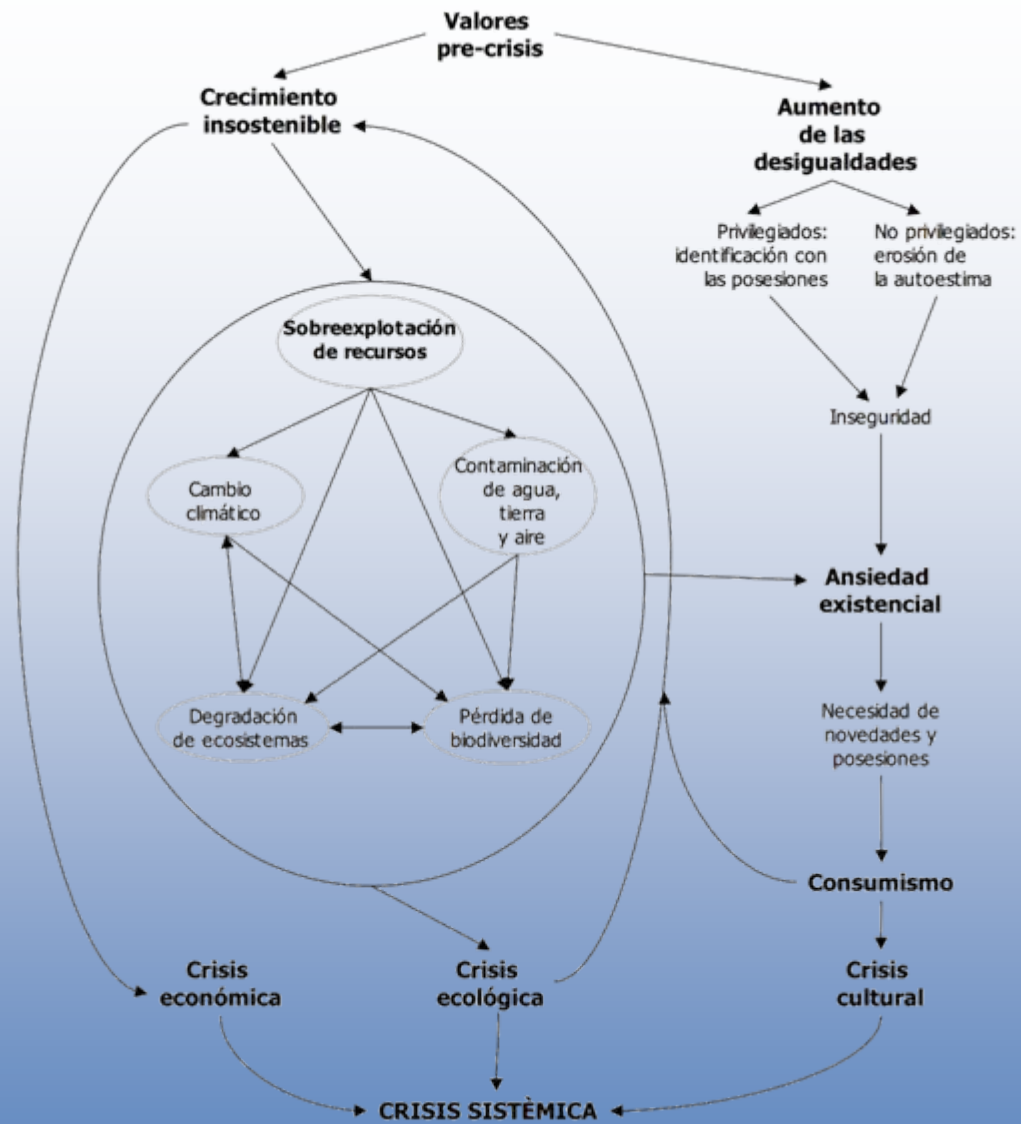 Valores
pre-crisis
Crecimiento
insostenible
Aumento
de las
desigualdades
Privilegiados:
identificación con
las posesiones
No privilegiados:
erosión de
la autoestima
Sobreexplotación
de recursos
Inseguridad
Cambio
climático
Contaminación
de agua,
tierra
y aire
Ansiedad
existencial
Degradación
de ecosistemas
Pérdida de
biodiversidad
Necesidad de
novedades y
posesiones
Consumismo
Crisis
económica
Crisis
ecológica
Crisis
cultural
CRISIS SISTÈMICA